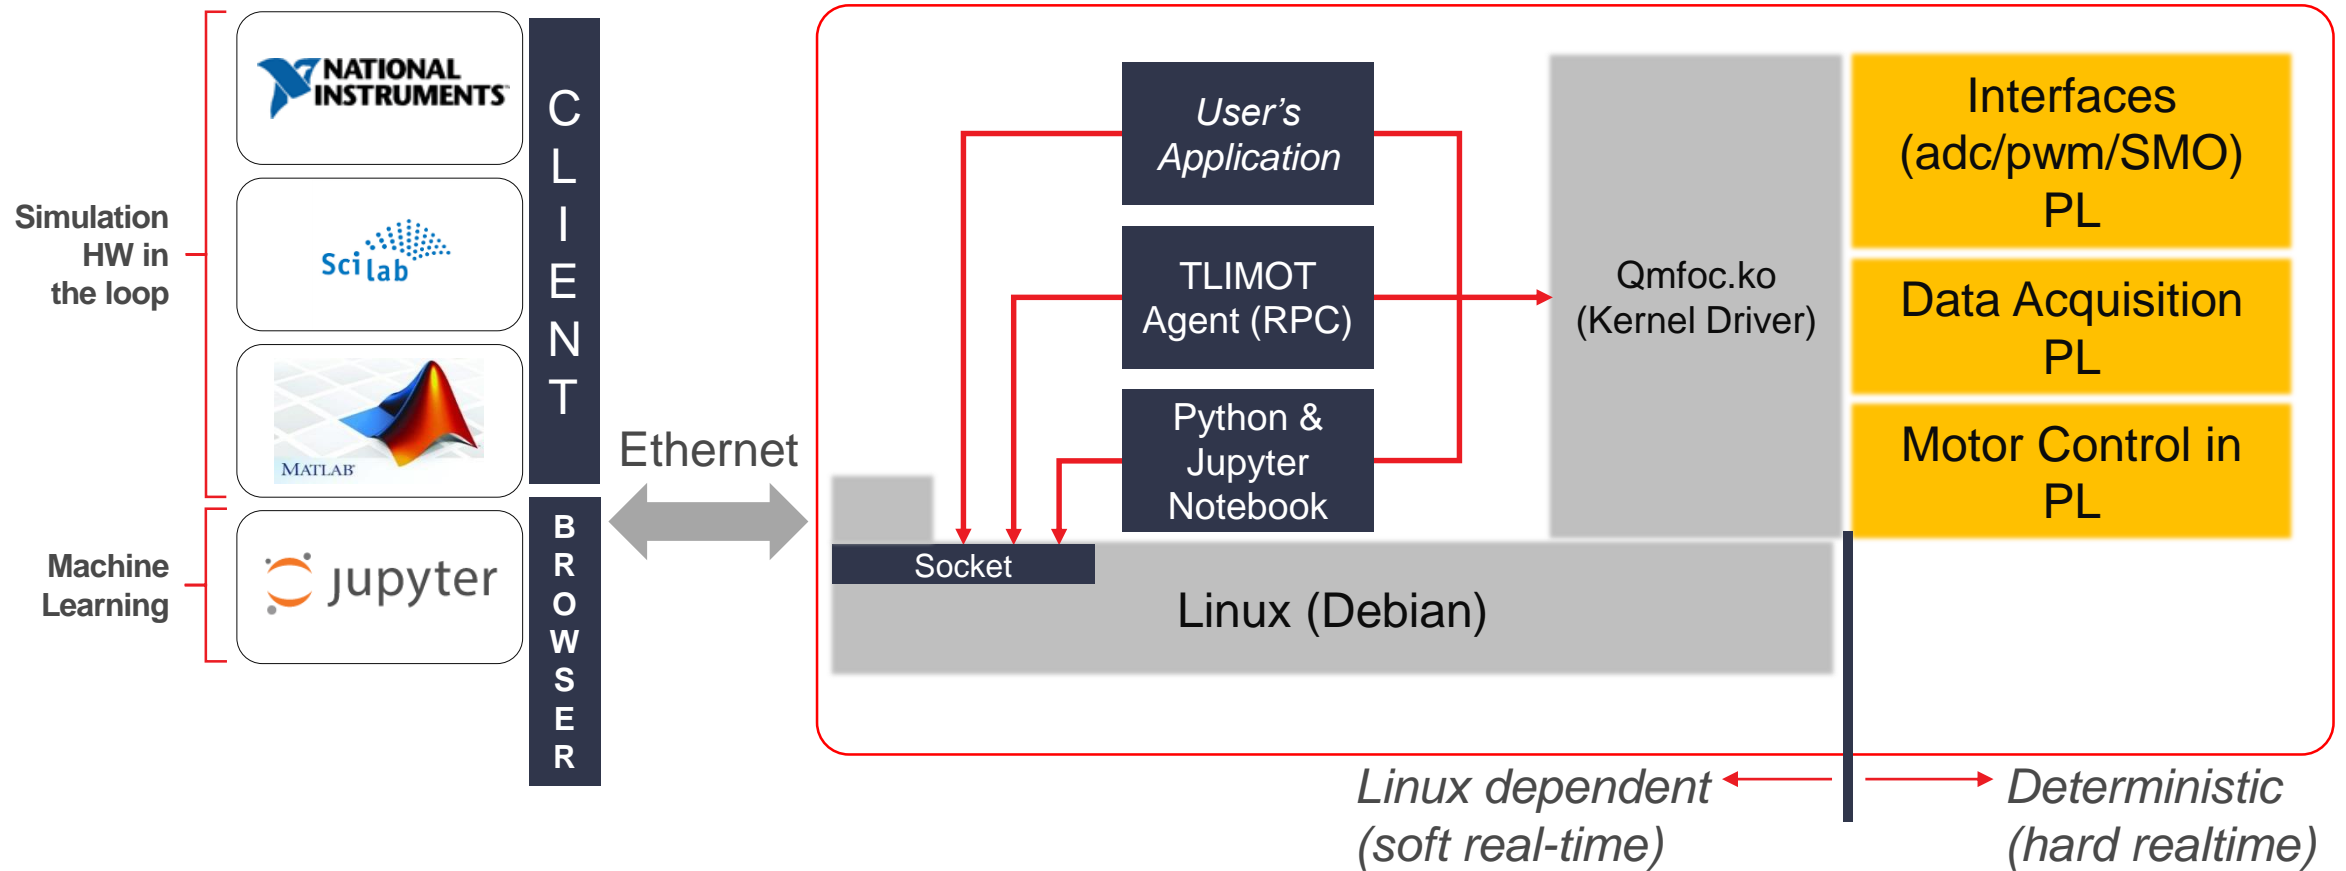 Simulation
HW in
the loop
Machine
Learning
NATIONAL
INSTRUMENTS
Scilab
MATLAB
jupyter
CLIENT
BROWSER
Ethernet
User's
Application
TLIMOT
Agent (RPC)
Python &
Jupyter
Notebook
Socket
Linux (Debian)
Qmfoc.ko
(Kernel Driver)
Interfaces
(adc/pwm/SMO)
PL
Data Acquisition
PL
Motor Control in
PL
Linux dependent
(soft real-time)
Deterministic
(hard realtime)